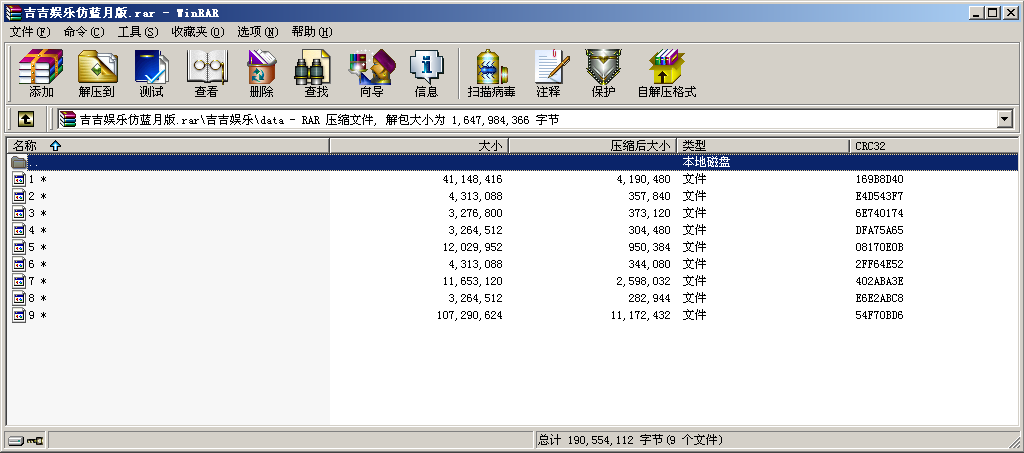 吉吉娱乐仿蓝月版.rar - WinRAR
文件(F) 命令(C) 工具(S) 收藏夹(O) 选项(N) 帮助(H)
添加 解压到 测试 查看 删除 查找 向导 信息 扫描病毒 注释 保护 自解压格式
吉吉娱乐仿蓝月版.rar\吉吉娱乐\data - RAR 压缩文件, 解包大小为 1,647,984,366 字节
名称 大小 压缩后大小 类型 CRC32
.. 本地磁盘
1 * 41,148,416 4,190,480 文件 169B8D40
2 * 4,313,088 357,840 文件 E4D543F7
3 * 3,276,800 373,120 文件 6E740174
4 * 3,264,512 304,480 文件 DFA75A65
5 * 12,029,952 950,384 文件 08170E0B
6 * 4,313,088 344,080 文件 2FF64E52
7 * 11,653,120 2,598,032 文件 402ABA3E
8 * 3,264,512 282,944 文件 E6E2ABC8
9 * 107,290,624 11,172,432 文件 54F70BD6
总计 190,554,112 字节(9 个文件)